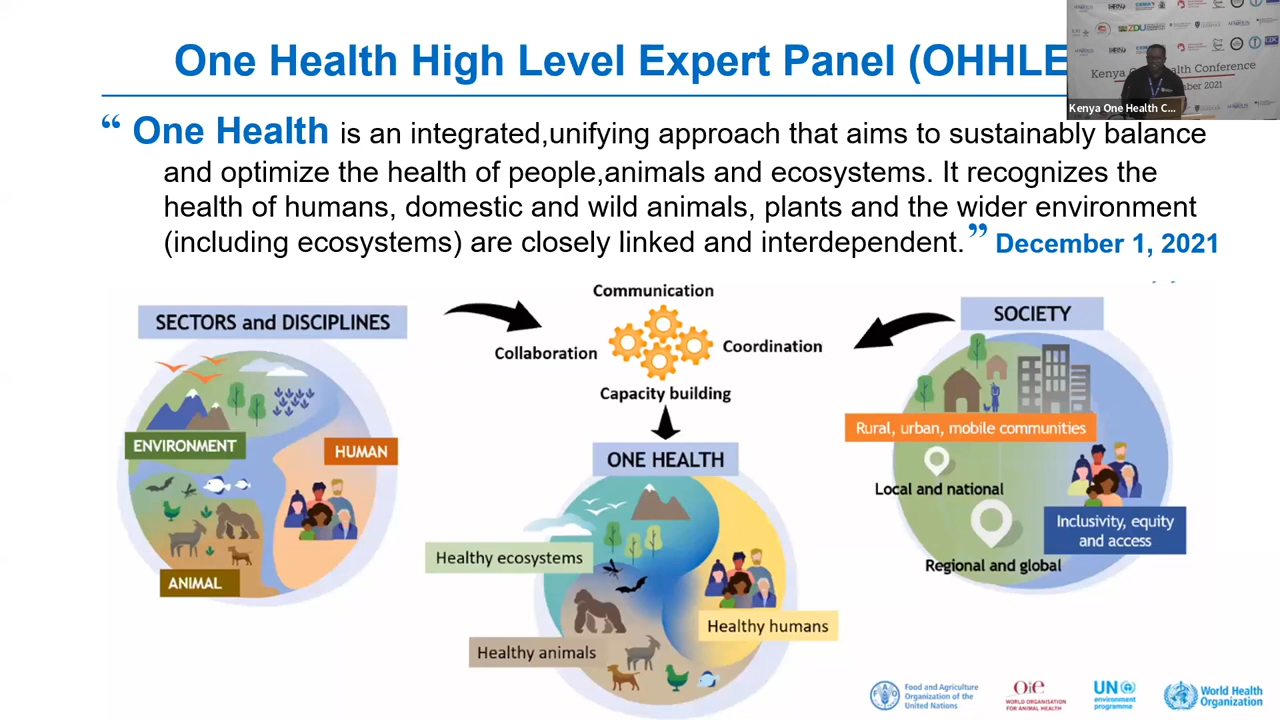 One Health High Level Expert Panel (OHHLE
“ One Health is an integrated,unifying approach that aims to sustainably balance
and optimize the health of people,animals and ecosystems. It recognizes the
health of humans, domestic and wild animals, plants and the wider environment
(including ecosystems) are closely linked and interdependent. ” December 1, 2021
Kenya One Health C...
SECTORS and DISCIPLINES
ENVIRONMENT
HUMAN
ANIMAL
Communication
Collaboration
Coordination
Capacity building
ONE HEALTH
Healthy ecosystems
Healthy animals
Healthy humans
SOCIETY
Rural, urban, mobile communities
Local and national
Inclusivity, equity
and access
Regional and global
FAO
Food and Agriculture
Organization of the
United Nations
Oie
WORLD ORGANISATION
FOR ANIMAL HEALTH
UN
environment
programme
World Health
Organization